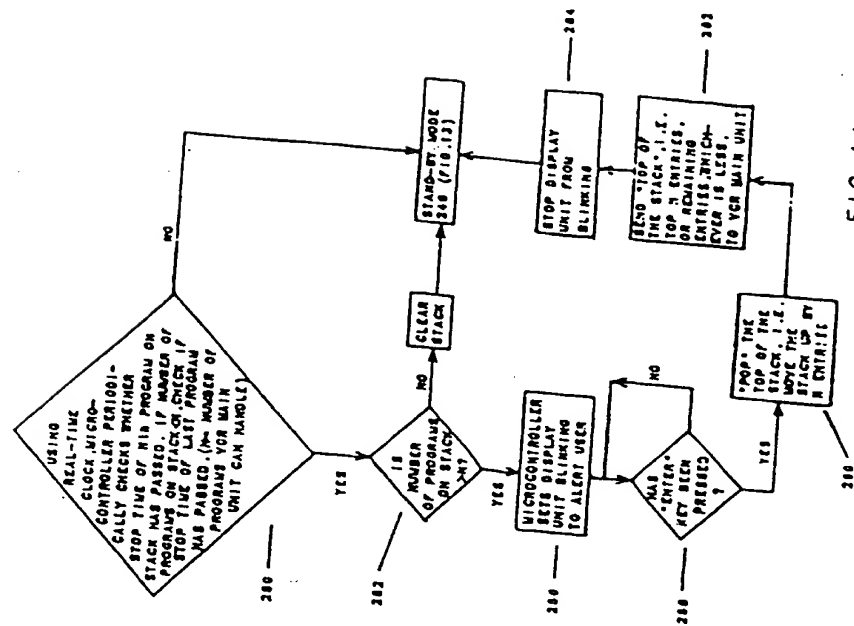 USING
REAL-TIME
CLOCK, MICRO-
CONTROLLER PERIODI-
CALLY CHECKS WHETHER
STOP TIME OF NTH PROGRAM ON
STACK HAS PASSED. IF NUMBER OF
PROGRAMS ON STACK<N, CHECK IF
STOP TIME OF LAST PROGRAM
HAS PASSED. (N= NUMBER OF
PROGRAMS VCR MAIN
UNIT CAN HANDLE)
280
NO
YES
IS
NUMBER
OF PROGRAMS
ON STACK
>N?
282
NO
CLEAR
STACK
STAND-BY MODE
240 (FIG.13)
YES
MICROCONTROLLER
SETS DISPLAY
UNIT BLINKING
TO ALERT USER
HAS
"ENTER"
KEY BEEN
PRESSED
?
288
NO
YES
"POP" THE
TOP OF THE
STACK, I.E.
MOVE THE
STACK UP BY
N ENTRIES
SEND "TOP OF
THE STACK", I.E.
TOP N ENTRIES,
OR REMAINING
ENTRIES, WHICH-
EVER IS LESS,
TO VCR MAIN UNIT
STOP DISPLAY
UNIT FROM
BLINKING
FIG.